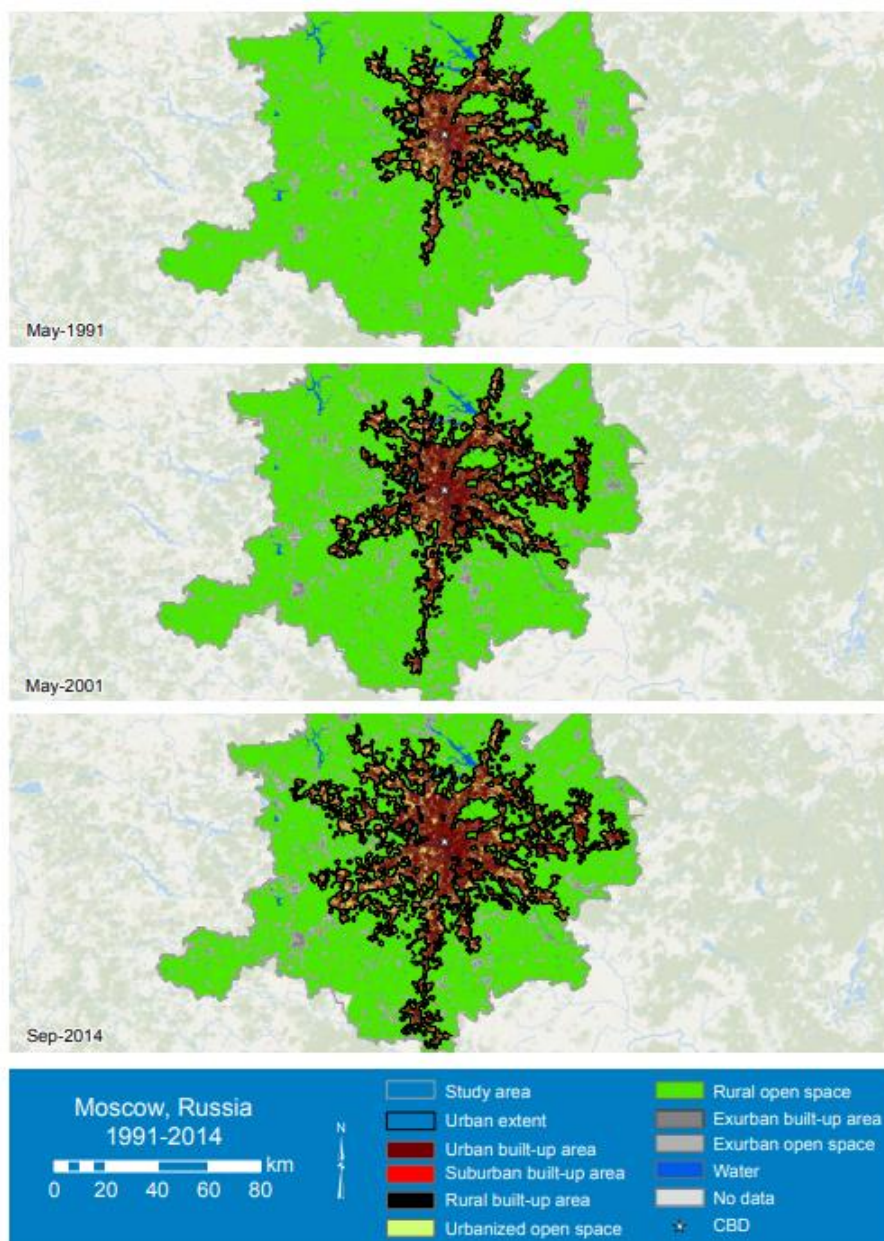 May-1991
May-2001
Sep-2014
Moscow, Russia
1991-2014
km
0 20 40 60 80
N
Study area
Urban extent
Urban built-up area
Suburban built-up area
Rural built-up area
Urbanized open space
Rural open space
Exurban built-up area
Exurban open space
Water
No data
CBD